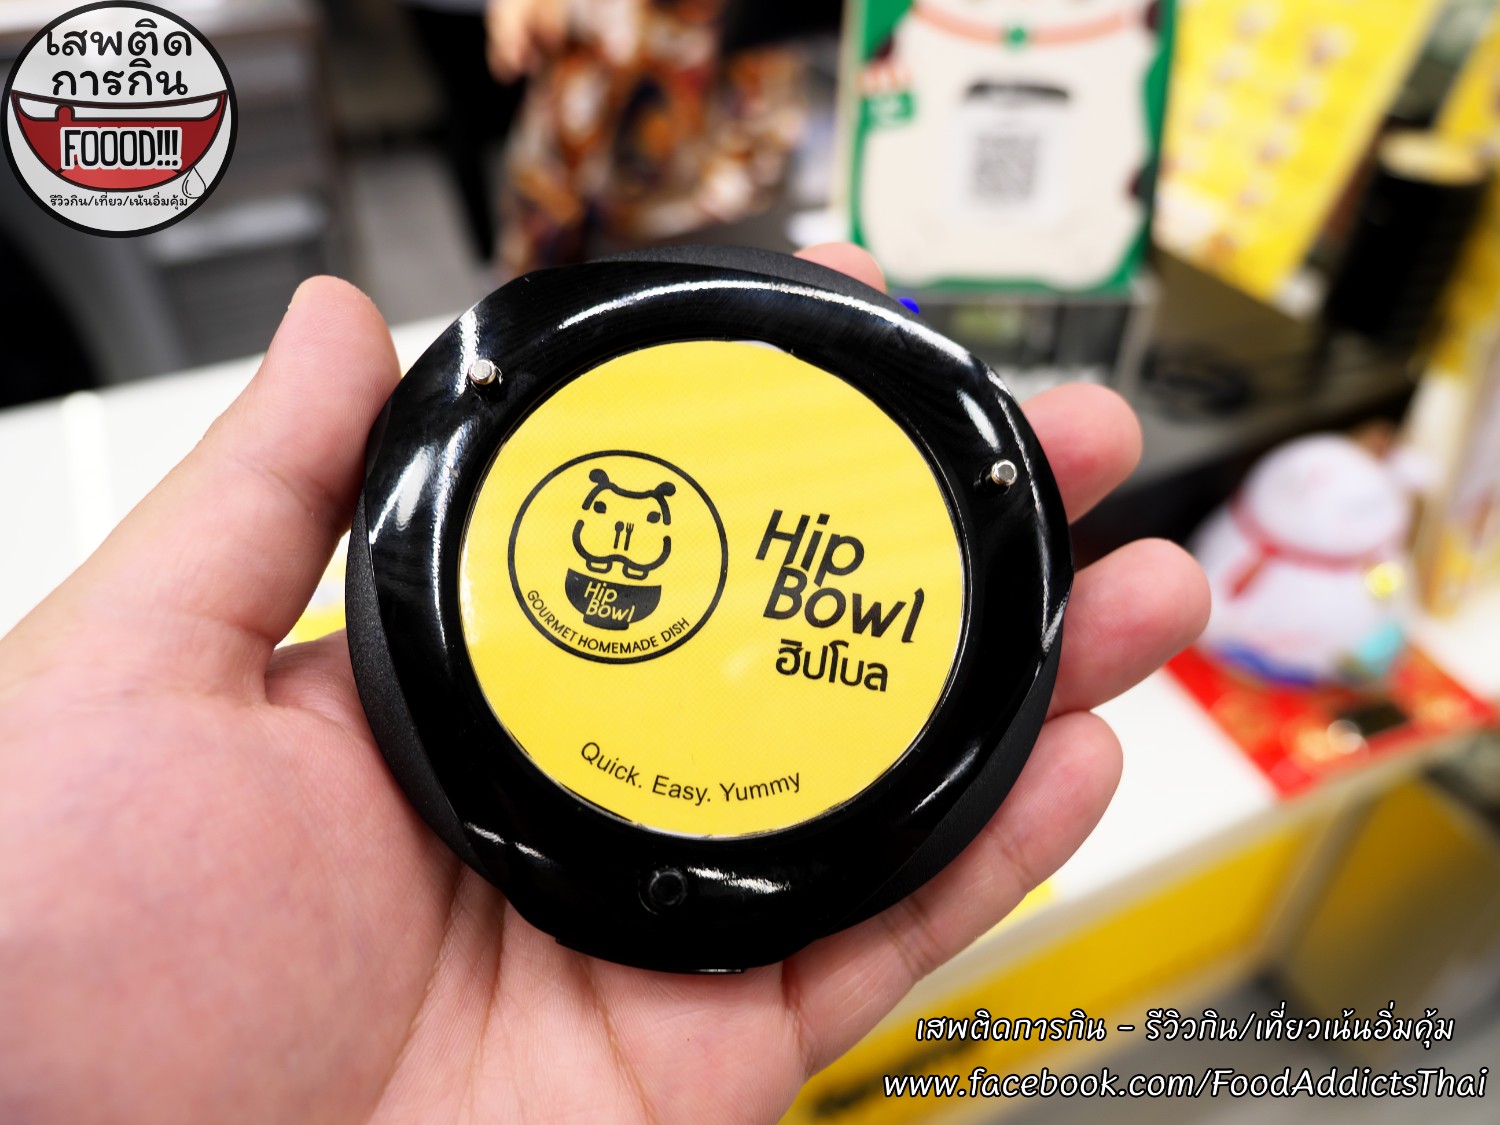 เสพติด
การกิน
FOOOD!!!
รีวิวกิน/เที่ยว/เน้นอิ่มคุ้ม
Hip
Bowl
GOURMET HOMEMADE DISH
Hip
Bowl
ฮิปโบล
Quick. Easy. Yummy
เสพติดการกิน - รีวิวกิน/เที่ยวเน้นอิ่มคุ้ม
www.facebook.com/FoodAddictsThai